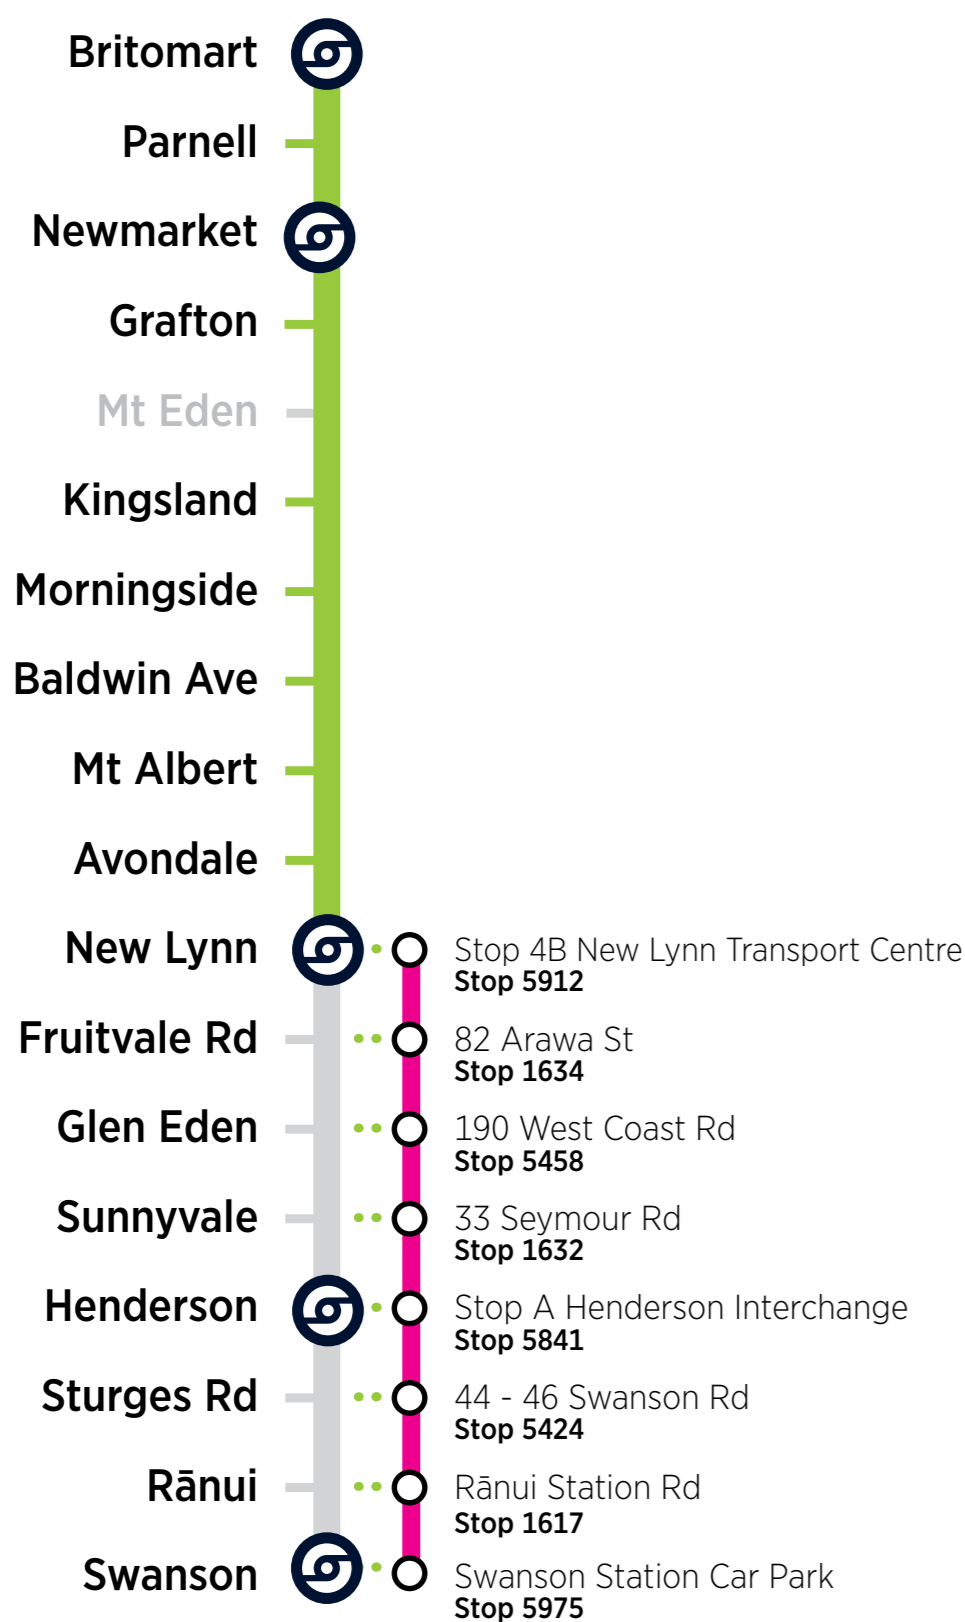 Britomart
Parnell
Newmarket
Grafton
Mt Eden
Kingsland
Morningside
Baldwin Ave
Mt Albert
Avondale
New Lynn
Stop 4B New Lynn Transport Centre
Stop 5912
Fruitvale Rd
82 Arawa St
Stop 1634
Glen Eden
190 West Coast Rd
Stop 5458
Sunnyvale
33 Seymour Rd
Stop 1632
Henderson
Stop A Henderson Interchange
Stop 5841
Sturges Rd
44 - 46 Swanson Rd
Stop 5424
Rānui
Rānui Station Rd
Stop 1617
Swanson
Swanson Station Car Park
Stop 5975